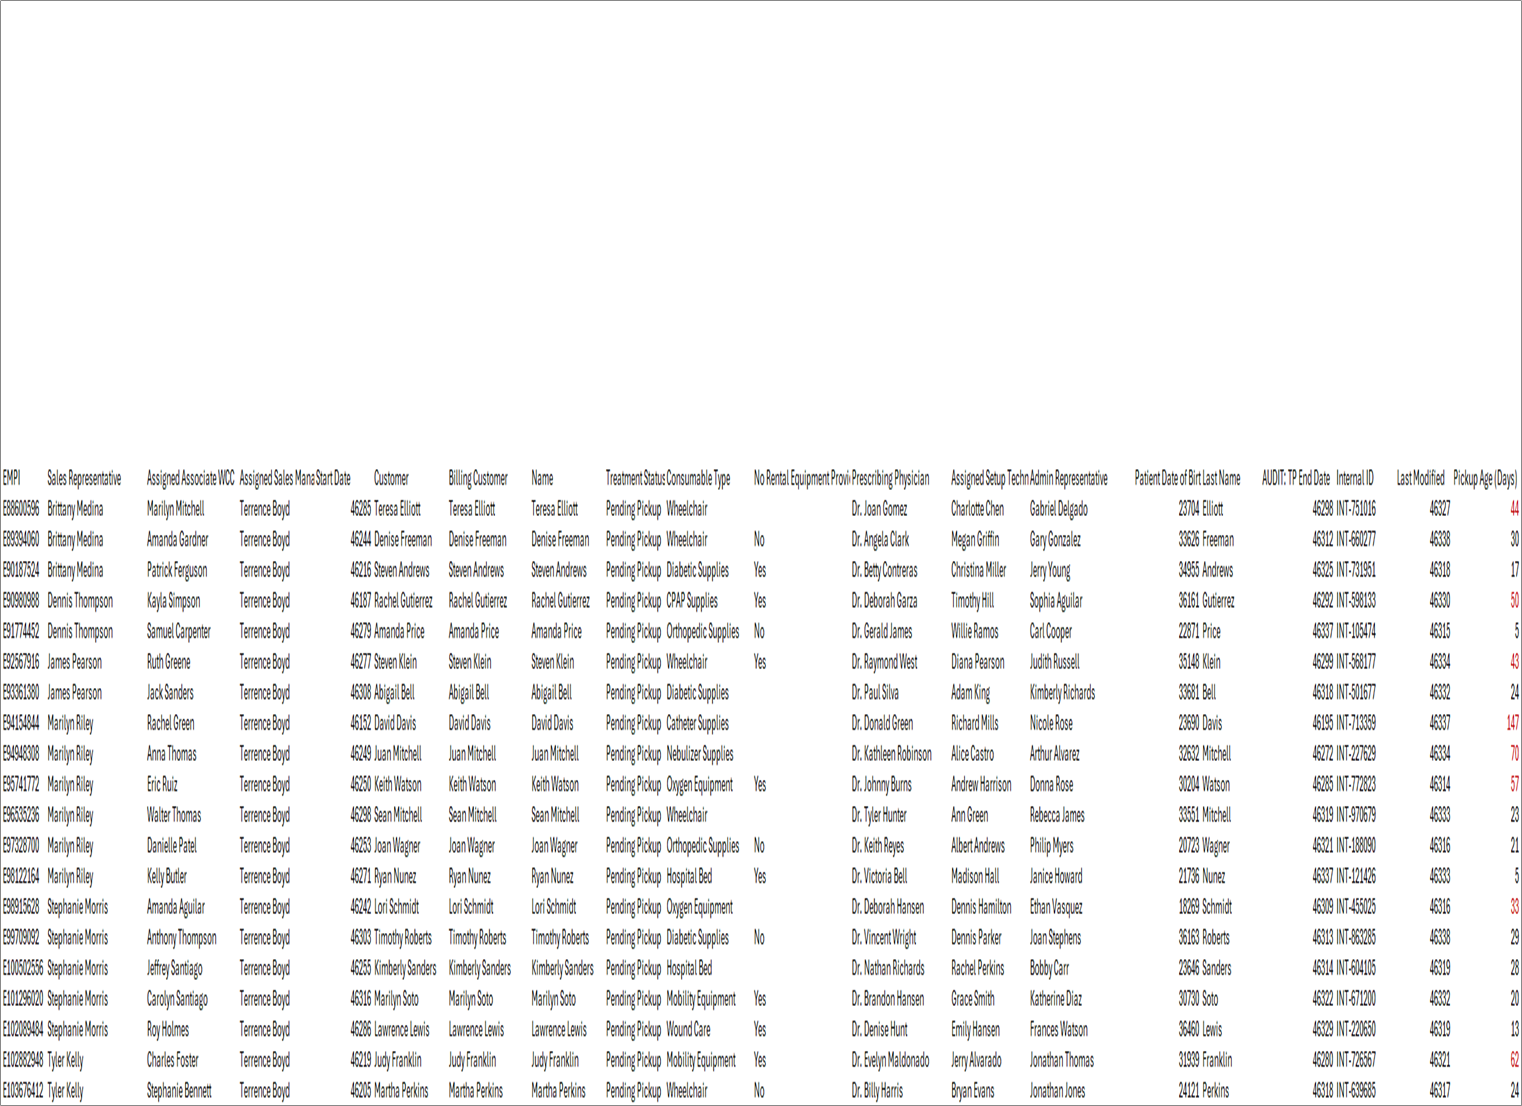 EMPI Sales Representative Assigned Associate WCC Assigned Sales Mana Start Date Customer Billing Customer Name Treatment Status Consumable Type No Rental Equipment Provi Prescribing Physician Assigned Setup Techn Admin Representative Patient Date of Birt Last Name AUDIT: TP End Date Internal ID Last Modified Pickup Age (Days)
E88600596 Brittany Medina Marilyn Mitchell Terrence Boyd 46285 Teresa Elliott Teresa Elliott Teresa Elliott Pending Pickup Wheelchair Dr. Joan Gomez Charlotte Chen Gabriel Delgado 23704 Elliott 46298 INT-751016 46327 44
E89394060 Brittany Medina Amanda Gardner Terrence Boyd 46244 Denise Freeman Denise Freeman Denise Freeman Pending Pickup Wheelchair No Dr. Angela Clark Megan Griffin Gary Gonzalez 33626 Freeman 46312 INT-660277 46338 30
E90187524 Brittany Medina Patrick Ferguson Terrence Boyd 46216 Steven Andrews Steven Andrews Steven Andrews Pending Pickup Diabetic Supplies Yes Dr. Betty Contreras Christina Miller Jerry Young 34955 Andrews 46325 INT-731951 46318 17
E90980988 Dennis Thompson Kayla Simpson Terrence Boyd 46187 Rachel Gutierrez Rachel Gutierrez Rachel Gutierrez Pending Pickup CPAP Supplies Yes Dr. Deborah Garza Timothy Hill Sophia Aguilar 36161 Gutierrez 46292 INT-598133 46330 50
E91774452 Dennis Thompson Samuel Carpenter Terrence Boyd 46279 Amanda Price Amanda Price Amanda Price Pending Pickup Orthopedic Supplies No Dr. Gerald James Willie Ramos Carl Cooper 22871 Price 46337 INT-105474 46315 5
E92567916 James Pearson Ruth Greene Terrence Boyd 46277 Steven Klein Steven Klein Steven Klein Pending Pickup Wheelchair Yes Dr. Raymond West Diana Pearson Judith Russell 35148 Klein 46299 INT-568177 46334 43
E93361380 James Pearson Jack Sanders Terrence Boyd 46308 Abigail Bell Abigail Bell Abigail Bell Pending Pickup Diabetic Supplies Dr. Paul Silva Adam King Kimberly Richards 33681 Bell 46318 INT-501677 46332 24
E94154844 Marilyn Riley Rachel Green Terrence Boyd 46152 David Davis David Davis David Davis Pending Pickup Catheter Supplies Dr. Donald Green Richard Mills Nicole Rose 23690 Davis 46195 INT-713359 46337 147
E94948308 Marilyn Riley Anna Thomas Terrence Boyd 46249 Juan Mitchell Juan Mitchell Juan Mitchell Pending Pickup Nebulizer Supplies Dr. Kathleen Robinson Alice Castro Arthur Alvarez 32632 Mitchell 46272 INT-227629 46334 70
E95741772 Marilyn Riley Eric Ruiz Terrence Boyd 46250 Keith Watson Keith Watson Keith Watson Pending Pickup Oxygen Equipment Yes Dr. Johnny Burns Andrew Harrison Donna Rose 30204 Watson 46285 INT-772823 46314 57
E96535236 Marilyn Riley Walter Thomas Terrence Boyd 46298 Sean Mitchell Sean Mitchell Sean Mitchell Pending Pickup Wheelchair Dr. Tyler Hunter Ann Green Rebecca James 33551 Mitchell 46319 INT-970679 46333 23
E97328700 Marilyn Riley Danielle Patel Terrence Boyd 46253 Joan Wagner Joan Wagner Joan Wagner Pending Pickup Orthopedic Supplies No Dr. Keith Reyes Albert Andrews Philip Myers 20723 Wagner 46321 INT-188090 46316 21
E98122164 Marilyn Riley Kelly Butler Terrence Boyd 46271 Ryan Nunez Ryan Nunez Ryan Nunez Pending Pickup Hospital Bed Yes Dr. Victoria Bell Madison Hall Janice Howard 21736 Nunez 46337 INT-121426 46333 5
E98915628 Stephanie Morris Amanda Aguilar Terrence Boyd 46242 Lori Schmidt Lori Schmidt Lori Schmidt Pending Pickup Oxygen Equipment Dr. Deborah Hansen Dennis Hamilton Ethan Vasquez 18269 Schmidt 46309 INT-455025 46316 33
E99709092 Stephanie Morris Anthony Thompson Terrence Boyd 46303 Timothy Roberts Timothy Roberts Timothy Roberts Pending Pickup Diabetic Supplies No Dr. Vincent Wright Dennis Parker Joan Stephens 36163 Roberts 46313 INT-863285 46338 29
E100502556 Stephanie Morris Jeffrey Santiago Terrence Boyd 46255 Kimberly Sanders Kimberly Sanders Kimberly Sanders Pending Pickup Hospital Bed Dr. Nathan Richards Rachel Perkins Bobby Carr 23646 Sanders 46314 INT-604105 46319 28
E101296020 Stephanie Morris Carolyn Santiago Terrence Boyd 46316 Marilyn Soto Marilyn Soto Marilyn Soto Pending Pickup Mobility Equipment Yes Dr. Brandon Hansen Grace Smith Katherine Diaz 30730 Soto 46322 INT-671200 46332 20
E102089484 Stephanie Morris Roy Holmes Terrence Boyd 46286 Lawrence Lewis Lawrence Lewis Lawrence Lewis Pending Pickup Wound Care Yes Dr. Denise Hunt Emily Hansen Frances Watson 36460 Lewis 46329 INT-220650 46319 13
E102882948 Tyler Kelly Charles Foster Terrence Boyd 46219 Judy Franklin Judy Franklin Judy Franklin Pending Pickup Mobility Equipment Yes Dr. Evelyn Maldonado Jerry Alvarado Jonathan Thomas 31939 Franklin 46280 INT-726567 46321 62
E103676412 Tyler Kelly Stephanie Bennett Terrence Boyd 46205 Martha Perkins Martha Perkins Martha Perkins Pending Pickup Wheelchair No Dr. Billy Harris Bryan Evans Jonathan Jones 24121 Perkins 46318 INT-639685 46317 24